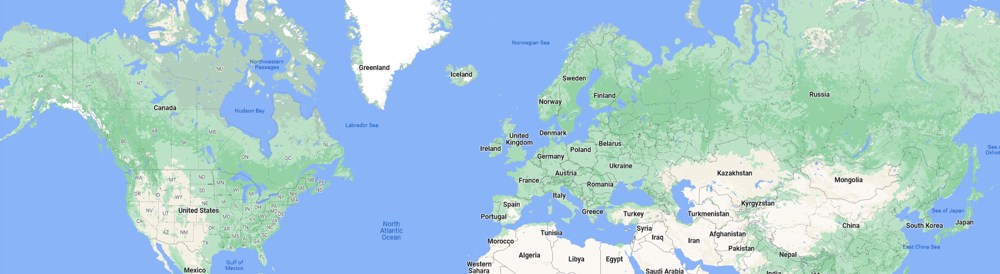 Norwegian Sea
Northwestern
Passages
Greenland
NU
Iceland
AK
Sweden
NT
YT
Finland
Russia
Norway
Canada
Hudson Bay
Labrador Sea
AB
MB
Denmark
United
Kingdom
BC
SK
NL
Belarus
Ireland
Poland
Sea o
Okhot
ON
QC
Germany
Ukraine
Austria
Kazakhstan
WA
ND
MT
NB
PE
France
Romania
Mongolia
MN
ME
NS
OR
ID
WY
SD
WI
MI
NH
NY
MA
Italy
NE
IA
Spain
Kyrgyzstan
NV
UT
United States
IL
IN
OH
PA
MD
DE
Portugal
Greece
Turkey
Turkmenistan
Sea of Japan
CA
MO
KY
WV
VA
Japan
AZ
NM
OK
AR
TN
NC
North
Atlantic
Ocean
Tunisia
Syria
Afghanistan
China
South Korea
TX
MS
AL
GA
SC
LA
Morocco
Iraq
Iran
Pakistan
East China Sea
FL
Algeria
Libya
Egypt
Nepal
Gulf of
Mexico
Mexico
Western
Sahara
Saudi Arabia
India